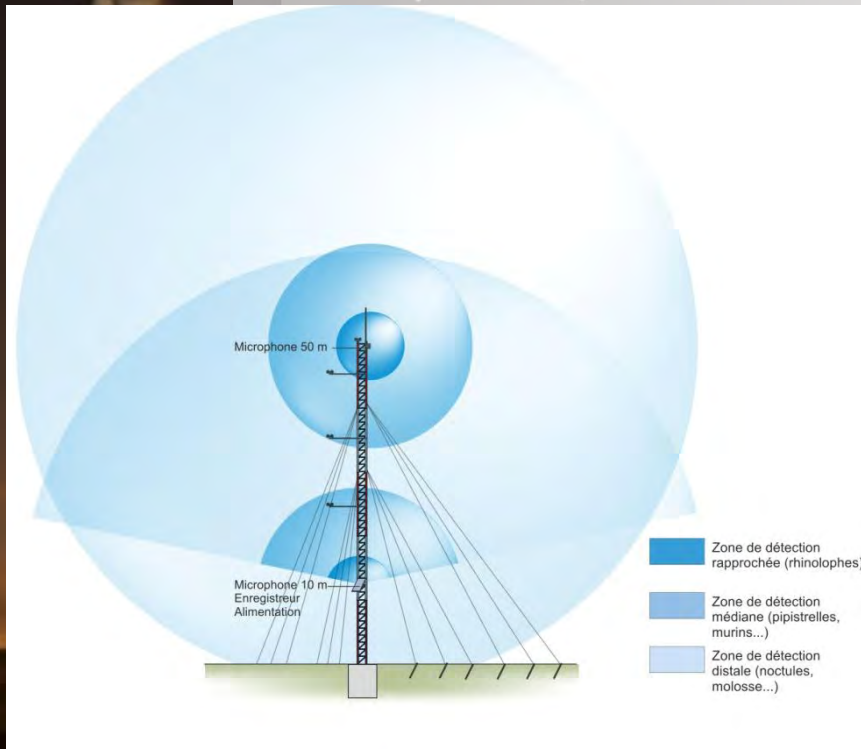 Microphone 50 m
Microphone 10 m
Enregistreur
Alimentation
Zone de détection
rapprochée (rhinolophes)
Zone de détection
médiane (pipistrelles,
murins...)
Zone de détection
distale (noctules,
molosse...)